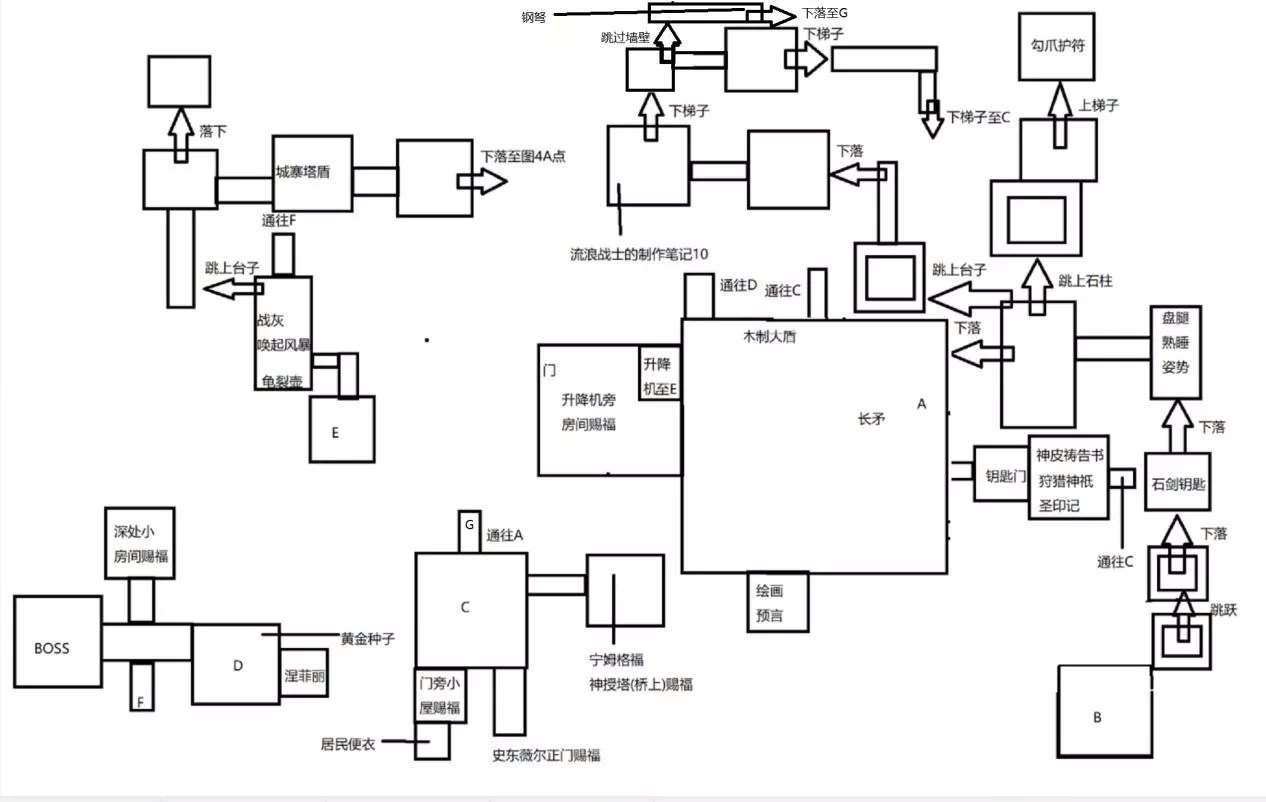 钢弩
下落至G
跳过墙壁
下梯子
勾爪护符
落下
下梯子
下梯子至C
上梯子
城寨塔盾
下落至图4A点
下落
通往F
流浪战士的制作笔记10
跳上台子
战灰
唤起风暴
龟裂壶
E
通往D
通往C
跳上台子
跳上石柱
下落
木制大盾
门
升降
机至E
升降机旁
房间赐福
长矛
A
盘腿
熟睡
姿势
下落
钥匙门
神皮祷告书
狩猎神祇
圣印记
石剑钥匙
通往C
下落
跳跃
B
深处小
房间赐福
BOSS
D
黄金种子
涅菲丽
F
G
通往A
C
宁姆格福
神授塔(桥上)赐福
门旁小
屋赐福
居民便衣
史东薇尔正门赐福
绘画
预言